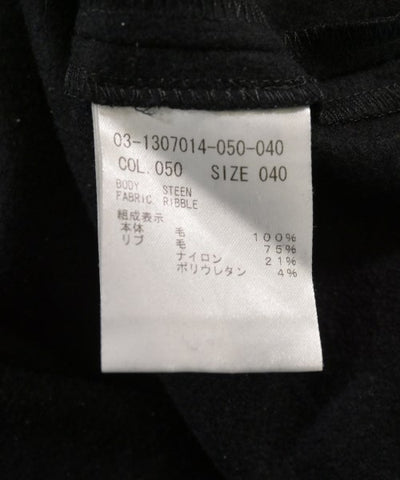 03-1307014-050-040
COL.050 SIZE 040
BODY STEEN
FABRIC RIBBLE
組成表示
本体 毛 100%
リブ 毛 75%
ナイロン 21%
ポリウレタン 4%